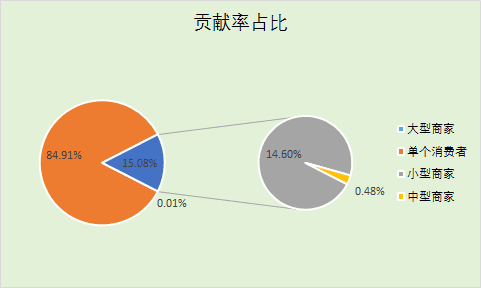 贡献率占比
84.91%
15.08%
0.01%
14.60%
0.48%
大型商家
单个消费者
小型商家
中型商家